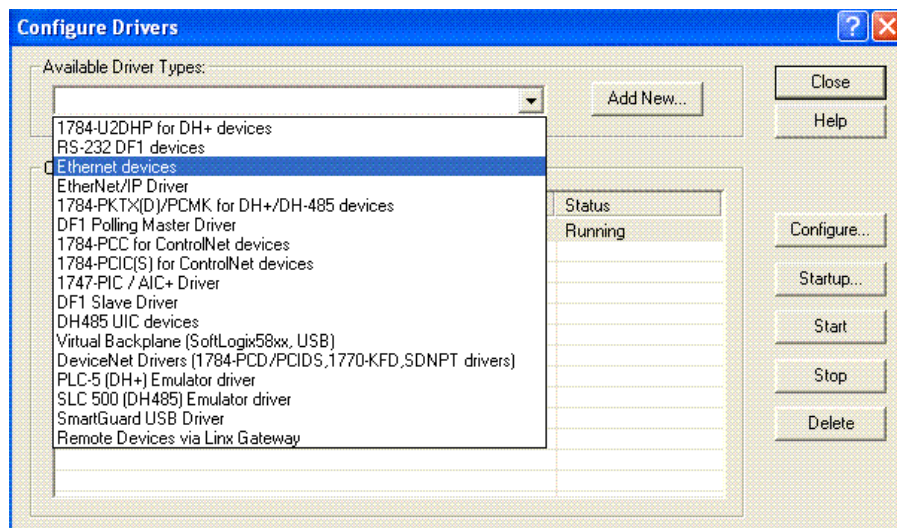 Configure Drivers
Available Driver Types:
Add New...
Close
Help
1784-U2DHP for DH+ devices
RS-232 DF1 devices
Ethernet devices
EtherNet/IP Driver
1784-PKTX(D)/PCMK for DH+/DH-485 devices
DF1 Polling Master Driver
1784-PCC for ControlNet devices
1784-PCIC(S) for ControlNet devices
1747-PIC / AIC+ Driver
DF1 Slave Driver
DH485 UIC devices
Virtual Backplane (SoftLogix58xx, USB)
DeviceNet Drivers (1784-PCD/PCIDS,1770-KFD,SDNPT drivers)
PLC-5 (DH+) Emulator driver
SLC 500 (DH485) Emulator driver
SmartGuard USB Driver
Remote Devices via Linx Gateway
Status
Running
Configure...
Startup...
Start
Stop
Delete